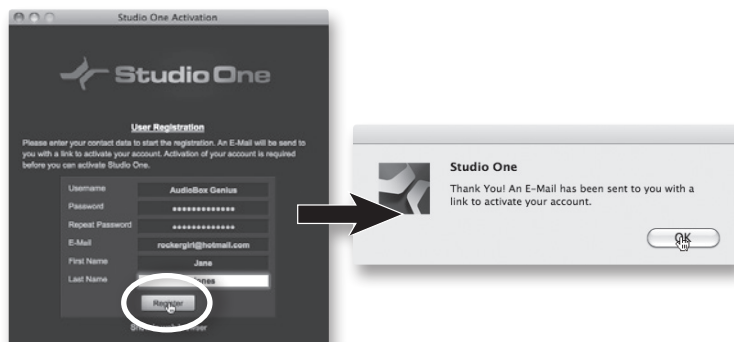 Studio One Activation
Studio One
User Registration
Please enter your contact data to start the registration. An E-Mail will be send to
you with a link to activate your account. Activation of your account is required
before you can activate Studio One.
Username AudioBox Genius
Password •••••••••••••
Repeat Password •••••••••••••
E-Mail rockergirl@hotmail.com
First Name Jane
Last Name
Register
Studio One
Thank You! An E-Mail has been sent to you with a
link to activate your account.
OK